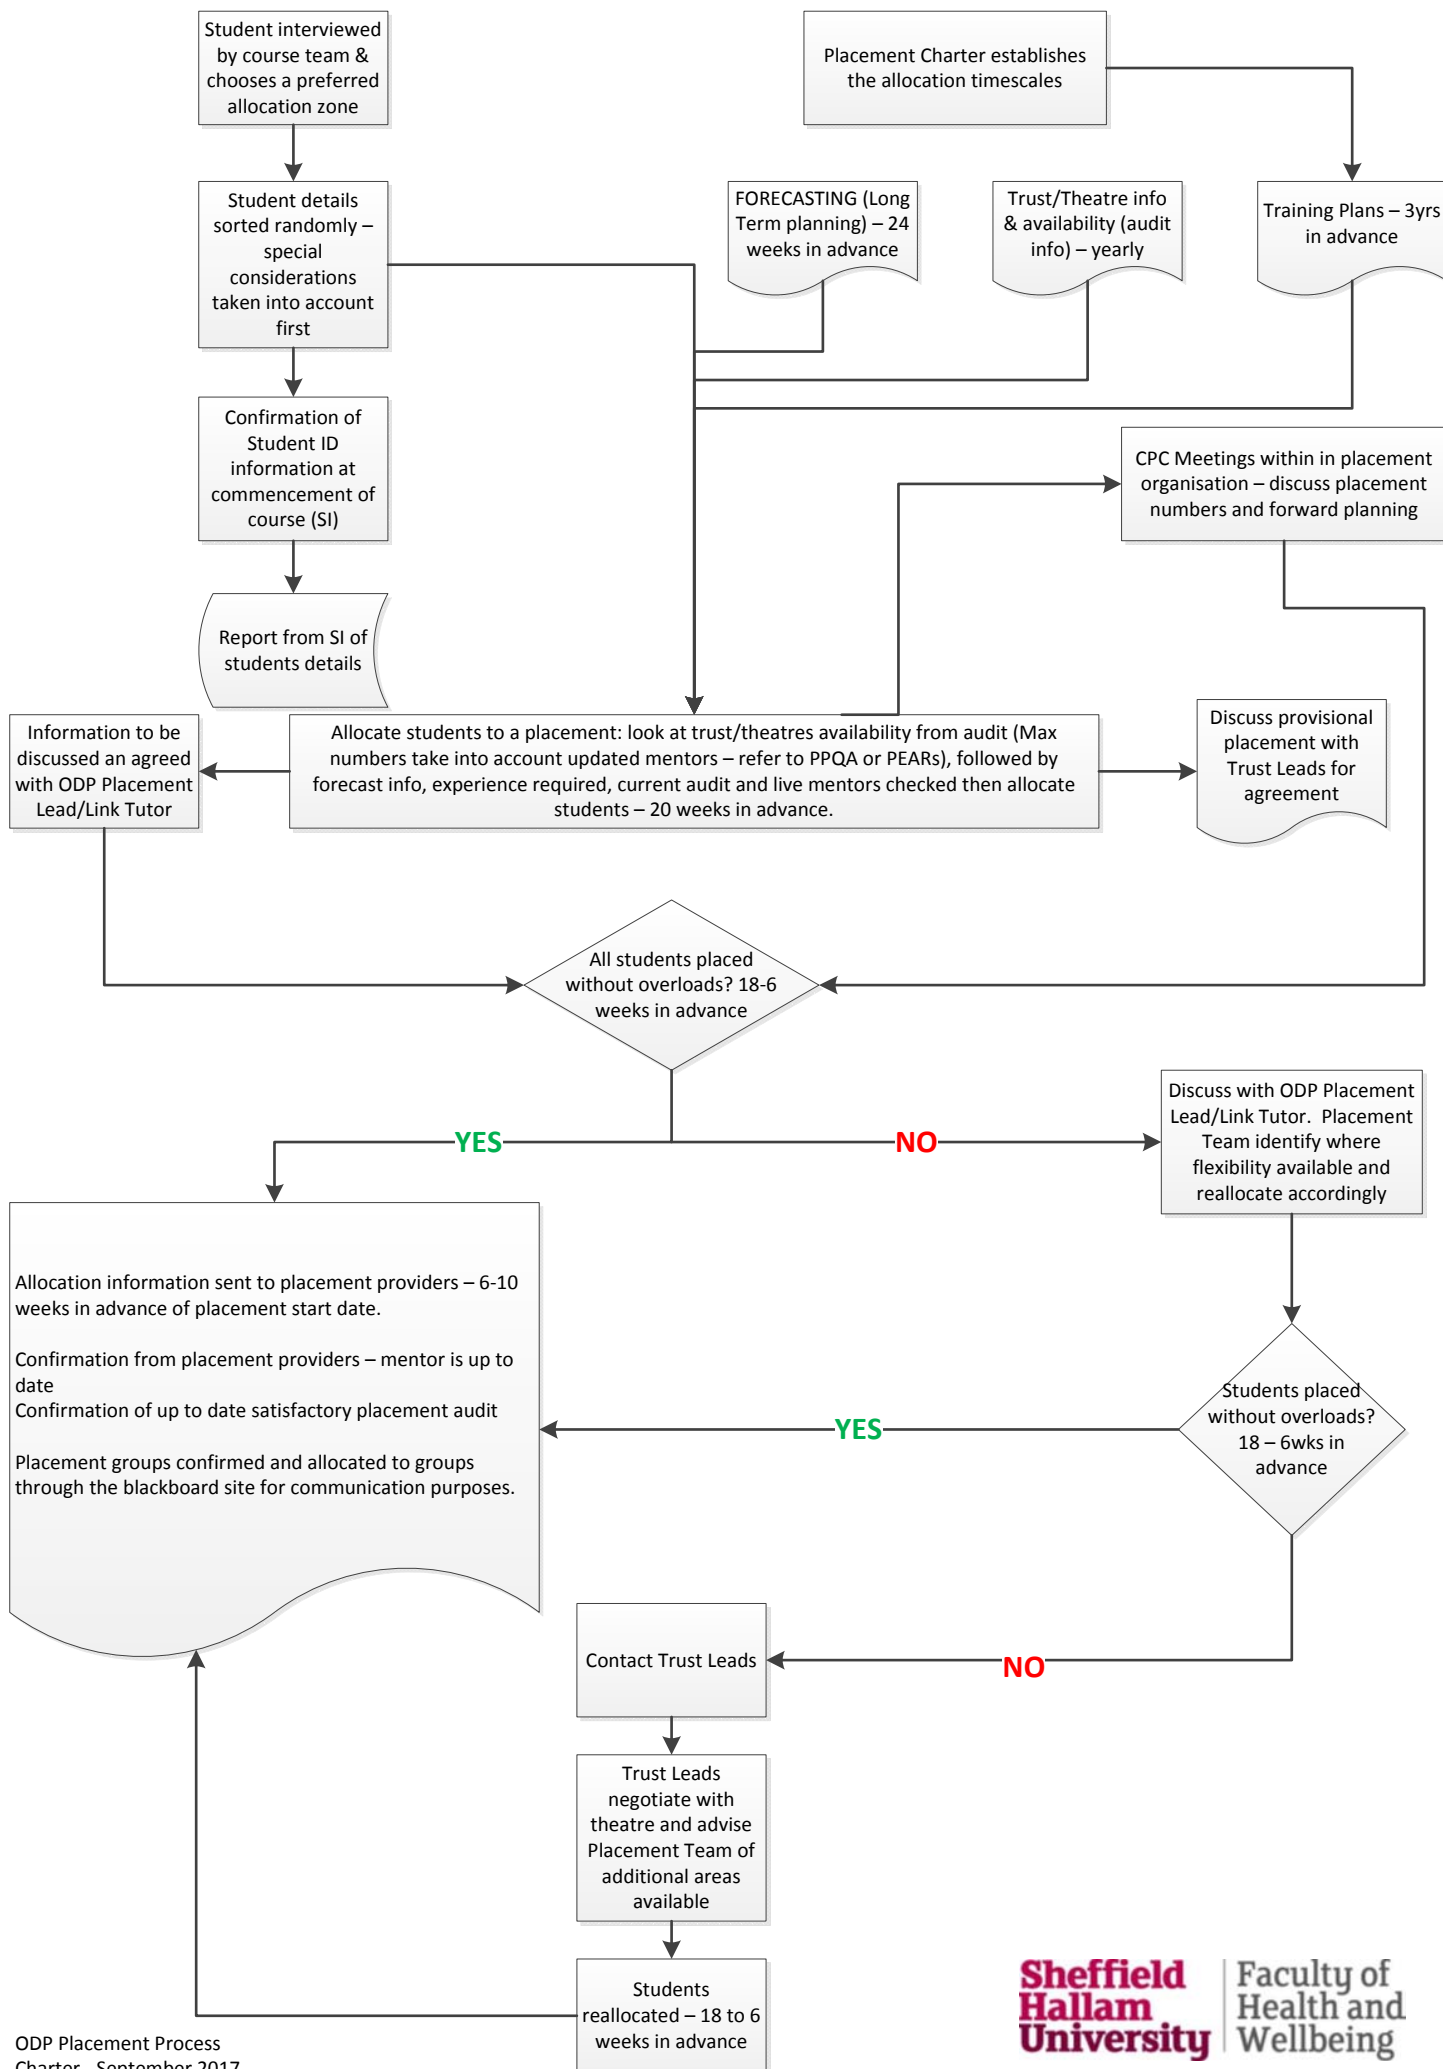 Student interviewed
by course team &
chooses a preferred
allocation zone
Placement Charter establishes
the allocation timescales
Student details
sorted randomly –
special
considerations
taken into account
first
FORECASTING (Long
Term planning) – 24
weeks in advance
Trust/Theatre info
& availability (audit
info) – yearly
Training Plans – 3yrs
in advance
Confirmation of
Student ID
information at
commencement of
course (SI)
CPC Meetings within in placement
organisation – discuss placement
numbers and forward planning
Report from SI of
students details
Information to be
discussed an agreed
with ODP Placement
Lead/Link Tutor
Allocate students to a placement: look at trust/theatres availability from audit (Max
numbers take into account updated mentors – refer to PPQA or PEARs), followed by
forecast info, experience required, current audit and live mentors checked then allocate
students – 20 weeks in advance.
Discuss provisional
placement with
Trust Leads for
agreement
All students placed
without overloads? 18-6
weeks in advance
YES
NO
Discuss with ODP Placement
Lead/Link Tutor.  Placement
Team identify where
flexibility available and
reallocate accordingly
Allocation information sent to placement providers – 6-10
weeks in advance of placement start date.
Confirmation from placement providers – mentor is up to
date
Confirmation of up to date satisfactory placement audit
Placement groups confirmed and allocated to groups
through the blackboard site for communication purposes.
Students placed
without overloads?
18 – 6wks in
advance
YES
NO
Contact Trust Leads
Trust Leads
negotiate with
theatre and advise
Placement Team of
additional areas
available
Students
reallocated – 18 to 6
weeks in advance
Sheffield
Hallam
University
Faculty of
Health and
Wellbeing
ODP Placement Process
Charter - September 2017